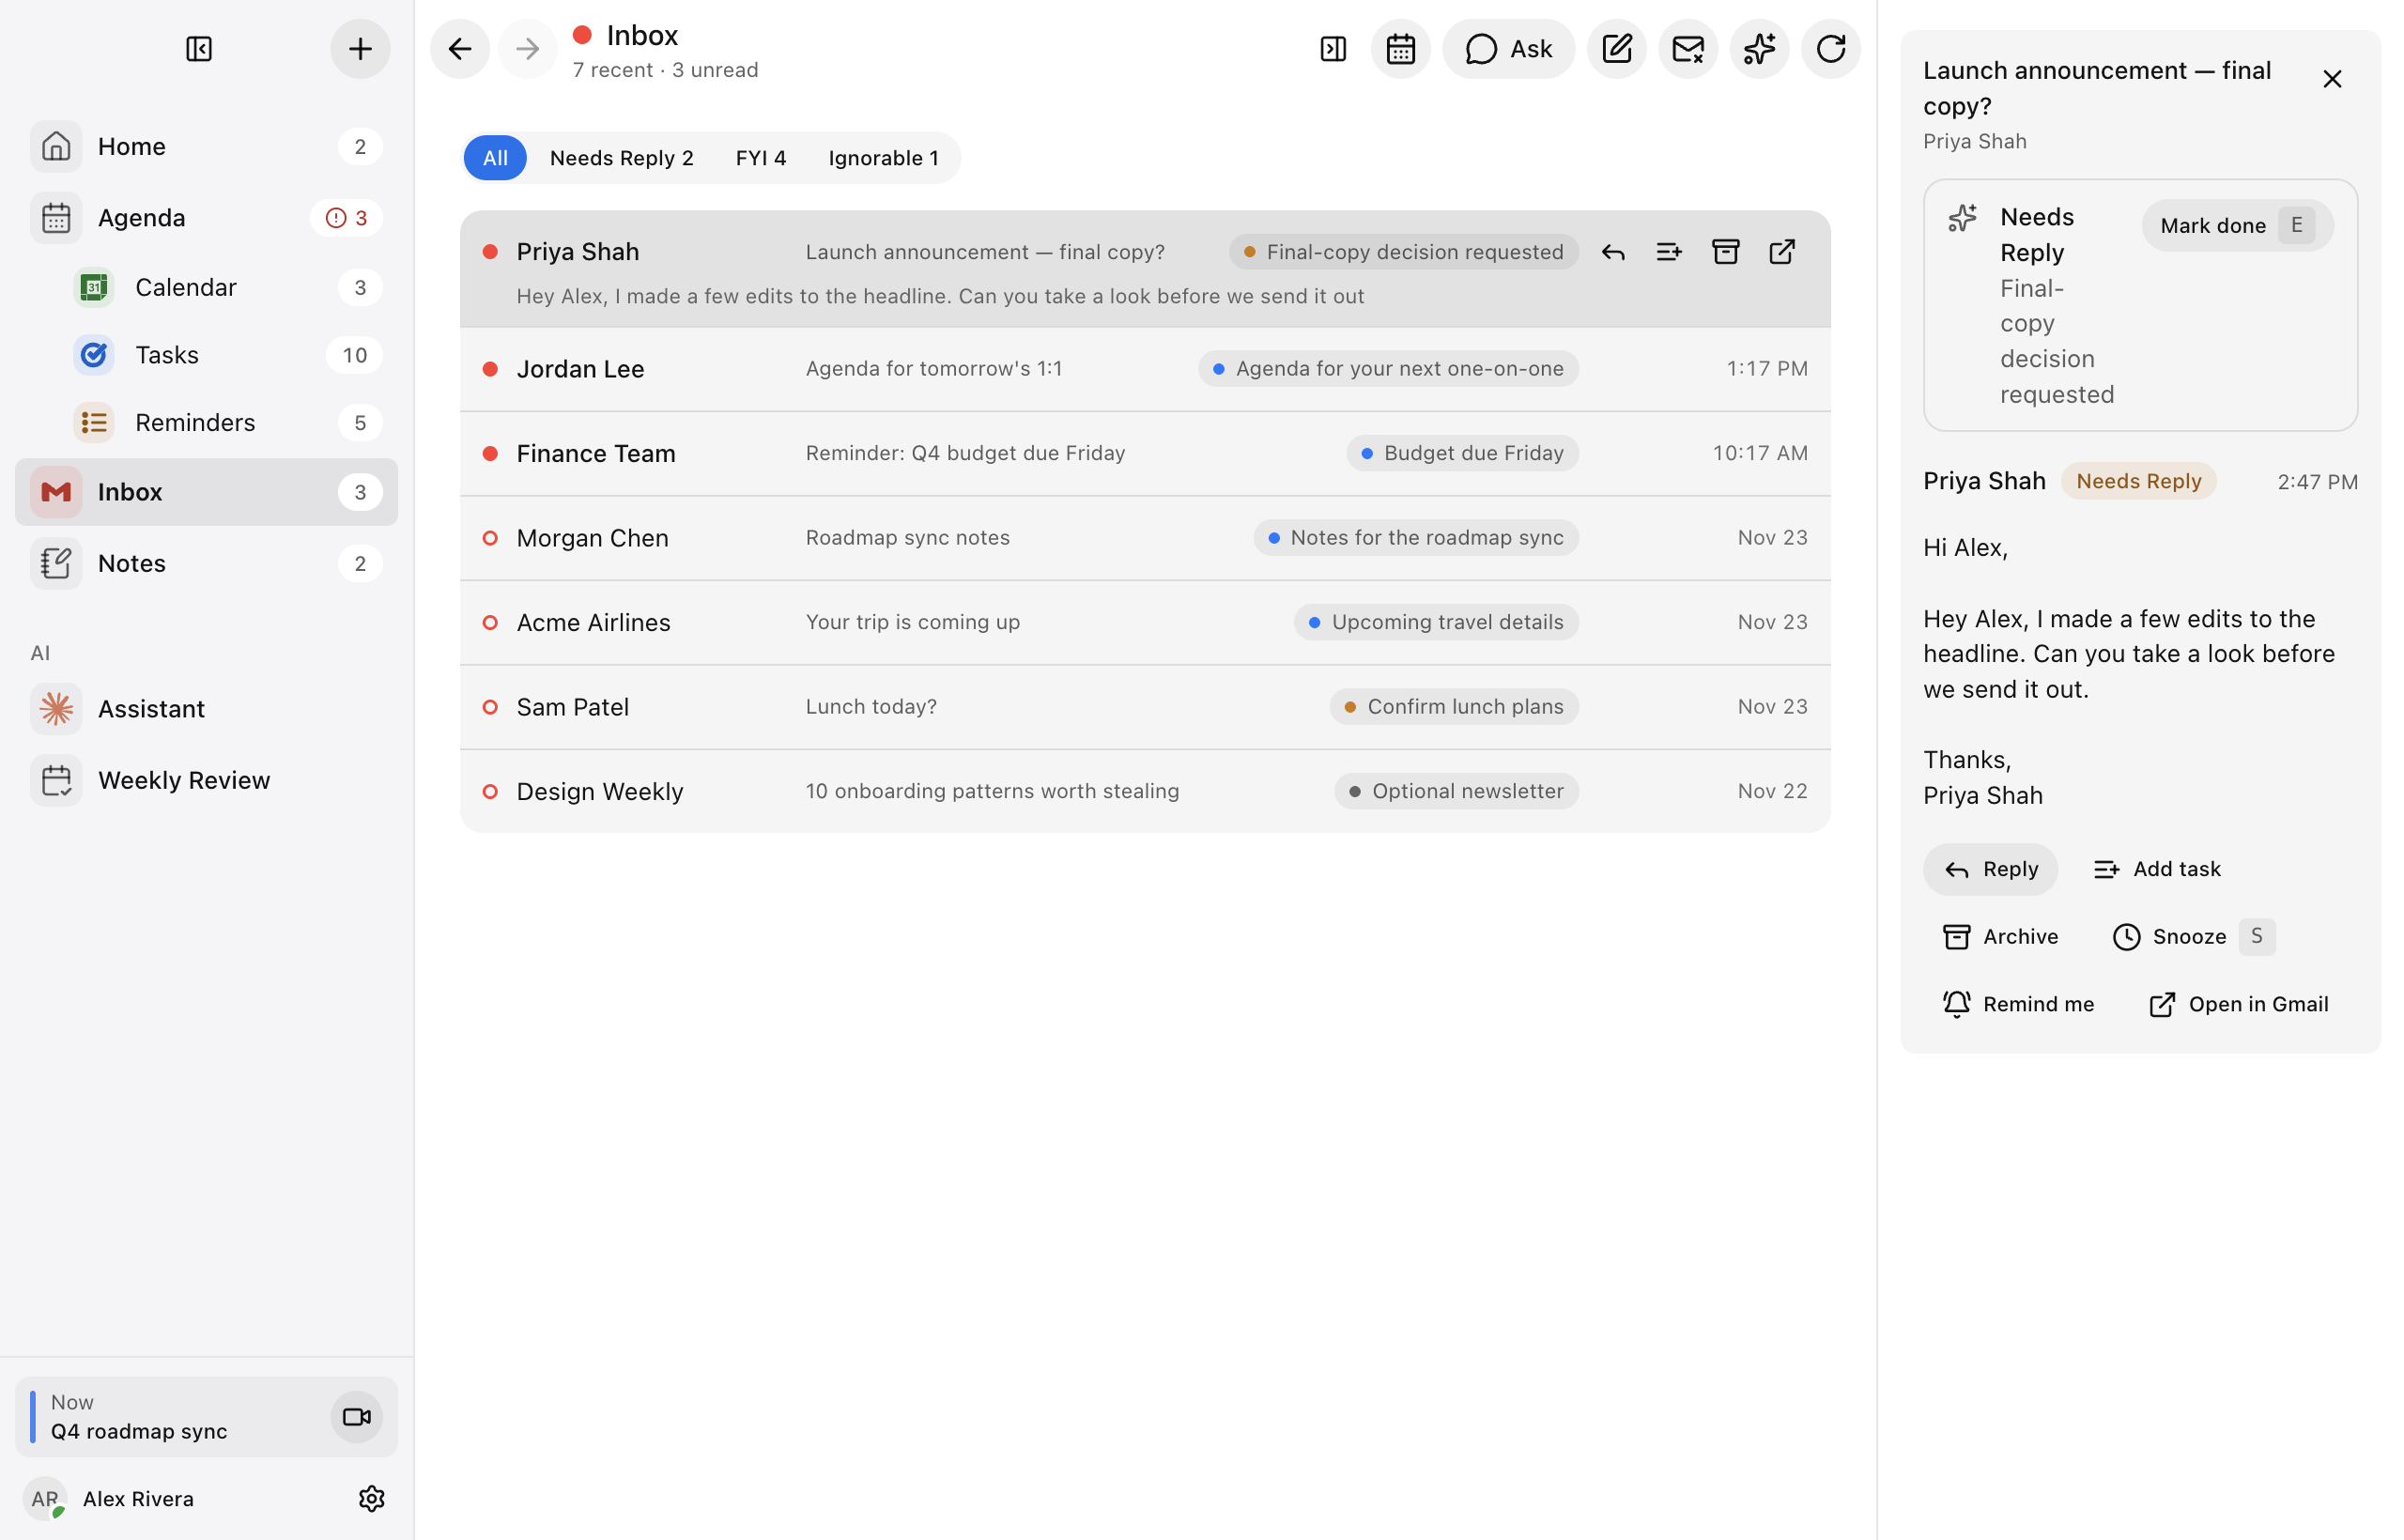 Home
2
Agenda
3
31
Calendar
3
Tasks
10
Reminders
5
Inbox
3
Notes
2
AI
Assistant
Weekly Review
Now
Q4 roadmap sync
AR
Alex Rivera
Inbox
7 recent · 3 unread
Ask
All
Needs Reply 2
FYI 4
Ignorable 1
Priya Shah
Launch announcement — final copy?
Final-copy decision requested
Hey Alex, I made a few edits to the headline. Can you take a look before we send it out
Jordan Lee
Agenda for tomorrow's 1:1
Agenda for your next one-on-one
1:17 PM
Finance Team
Reminder: Q4 budget due Friday
Budget due Friday
10:17 AM
Morgan Chen
Roadmap sync notes
Notes for the roadmap sync
Nov 23
Acme Airlines
Your trip is coming up
Upcoming travel details
Nov 23
Sam Patel
Lunch today?
Confirm lunch plans
Nov 23
Design Weekly
10 onboarding patterns worth stealing
Optional newsletter
Nov 22
Launch announcement — final
copy?
Priya Shah
Needs
Reply
Final-
copy
decision
requested
Mark done
E
Priya Shah
Needs Reply
2:47 PM
Hi Alex,
Hey Alex, I made a few edits to the
headline. Can you take a look before
we send it out.
Thanks,
Priya Shah
Reply
Add task
Archive
Snooze
S
Remind me
Open in Gmail